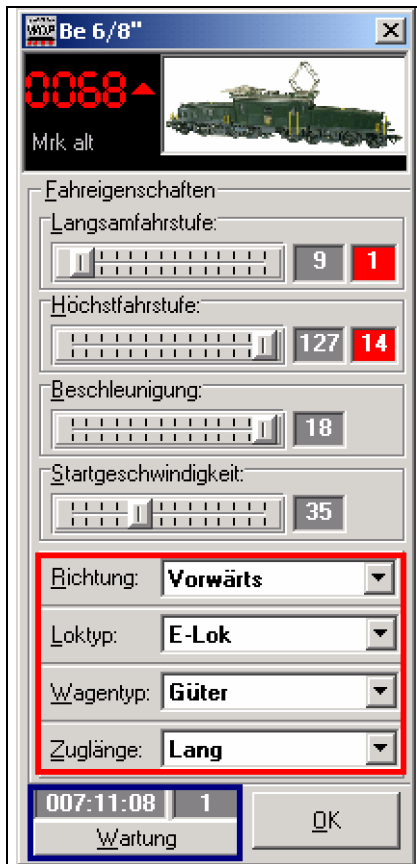 WDP Be 6/8"
0068
Mrk alt
Fahreigenschaften
Langsamfahrstufe:
9 1
Höchstfahrstufe:
127 14
Beschleunigung:
18
Startgeschwindigkeit:
35
Richtung: Vorwärts
Loktyp: E-Lok
Wagentyp: Güter
Zuglänge: Lang
007:11:08 1
Wartung
OK